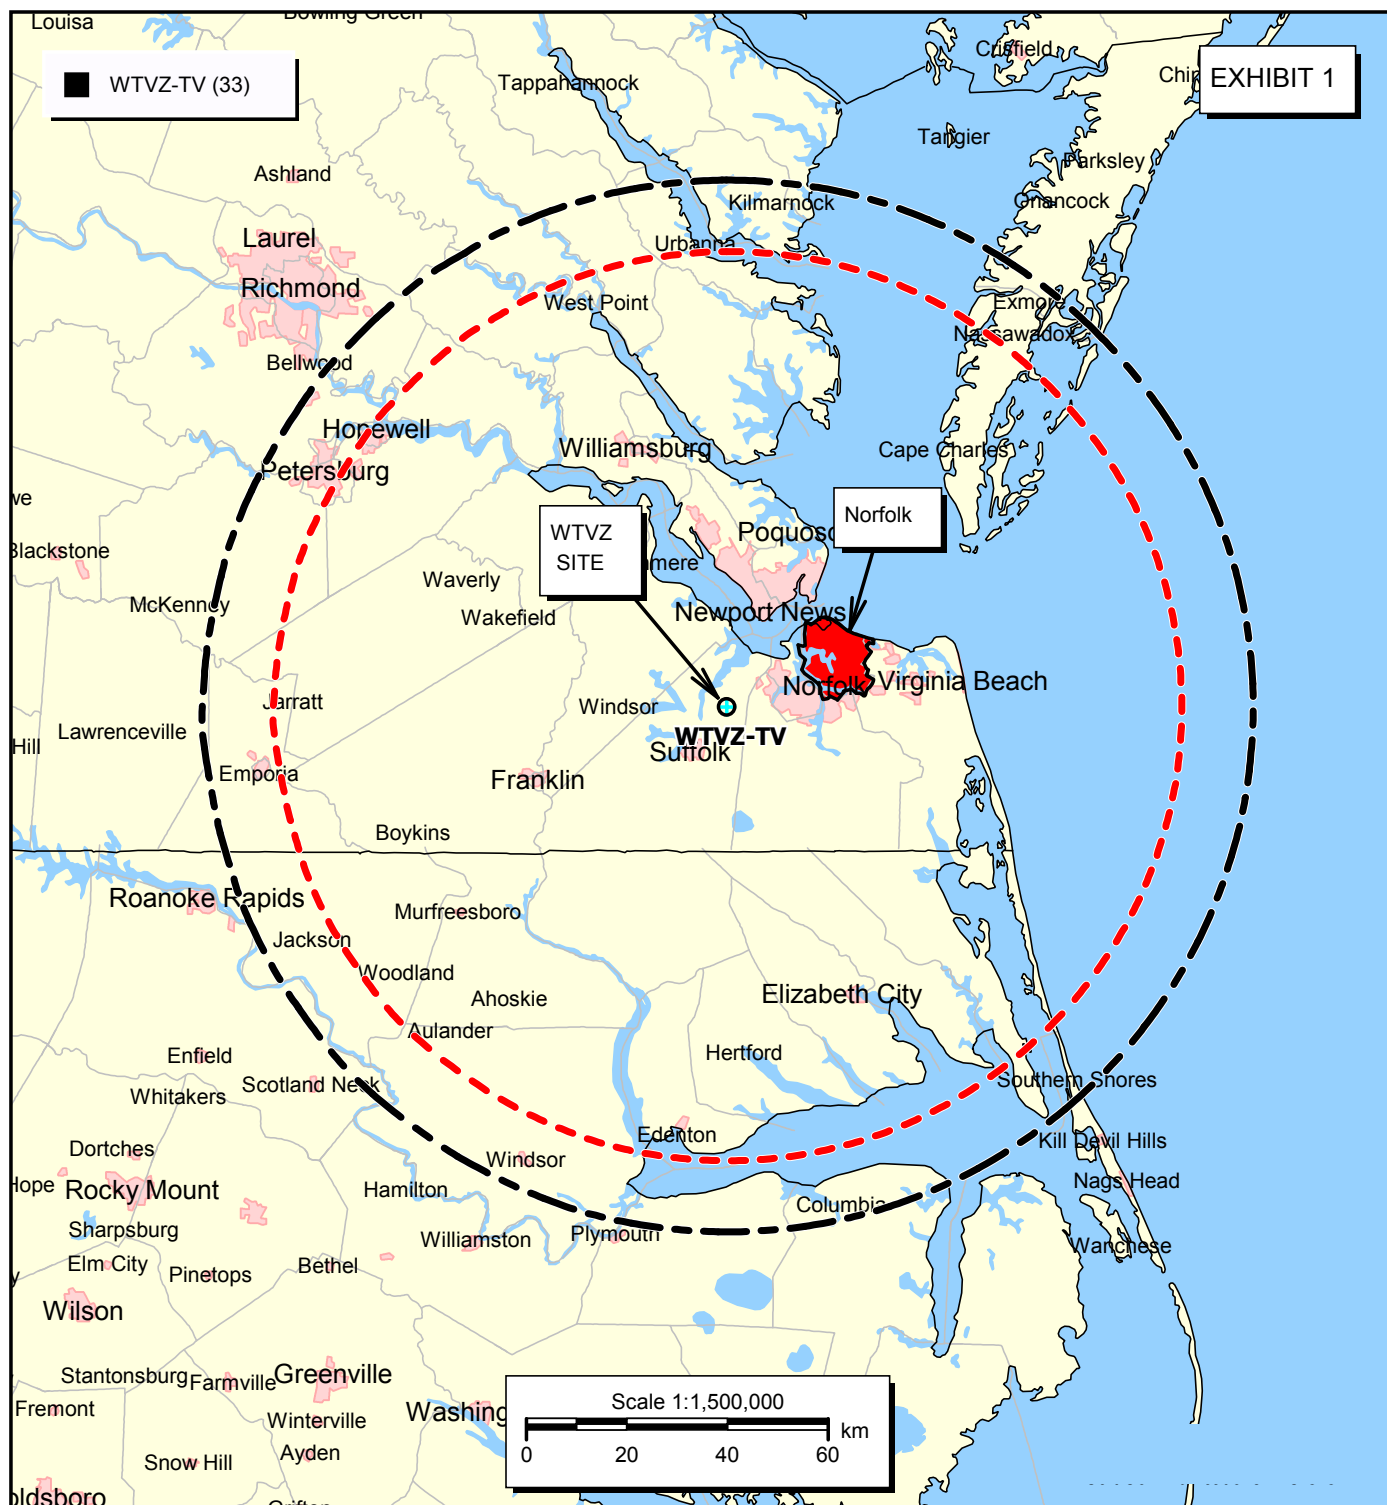 Louisa
Bowling Green
WTVZ-TV (33)
Tappahannock
Crisfield
EXHIBIT 1
Tangier
Parksley
Ashland
Onancock
Kilmarnock
Laurel
Urbanna
Richmond
West Point
Exmore
Nassawadox
Bellwood
Hopewell
Williamsburg
Cape Charles
Petersburg
Norfolk
WTVZ
SITE
Blackstone
Waverly
McKenney
Wakefield
Newport News
Norfolk
Virginia Beach
Jarratt
Windsor
Lawrenceville
WTVZ-TV
Hill
Suffolk
Emporia
Franklin
Boykins
Roanoke Rapids
Murfreesboro
Jackson
Woodland
Ahoskie
Elizabeth City
Aulander
Hertford
Enfield
Scotland Neck
Southern Shores
Whitakers
Edenton
Kill Devil Hills
Dortches
Windsor
Hope
Rocky Mount
Hamilton
Nags Head
Columbia
Sharpsburg
Williamston
Plymouth
Wanchese
Elm City
Pinetops
Bethel
Wilson
Stantonsburg
Farmville
Greenville
Scale 1:1,500,000
Fremont
Winterville
Washing
km
0 20 40 60
Ayden
Snow Hill
oldsboro